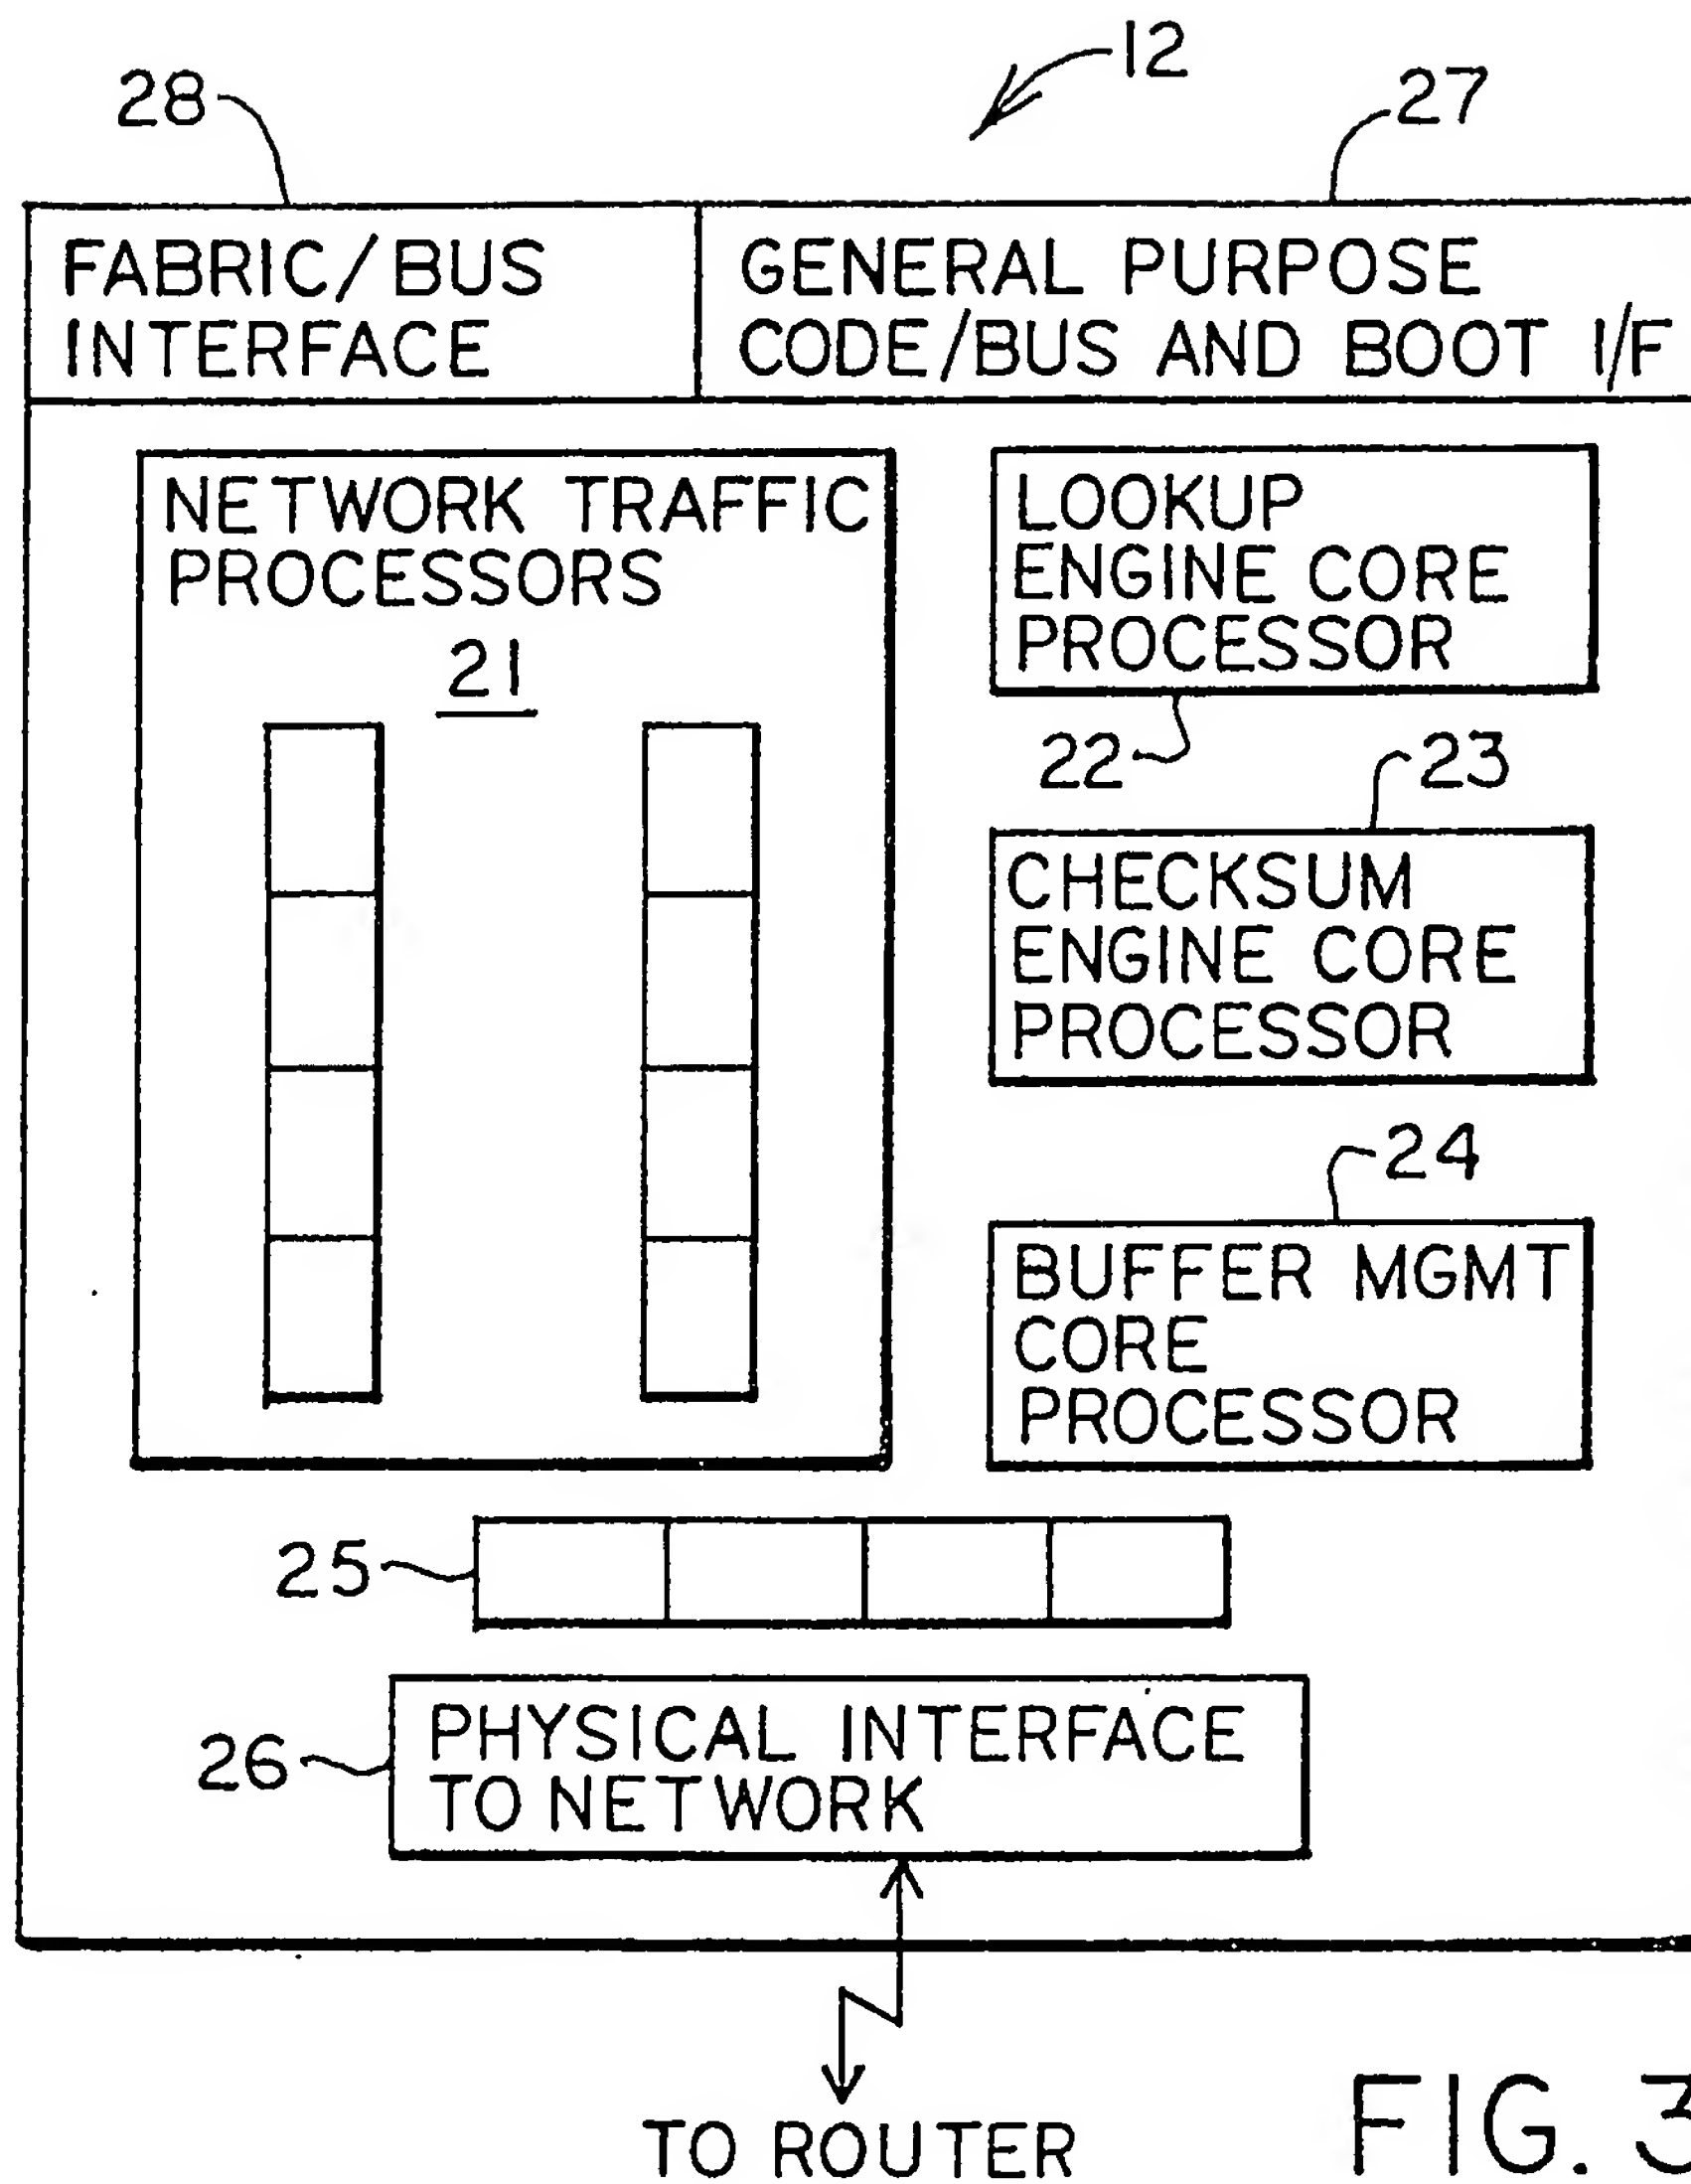 12
28
27
FABRIC/BUS
INTERFACE
GENERAL PURPOSE
CODE/BUS AND BOOT I/F
NETWORK TRAFFIC
PROCESSORS
21
LOOKUP
ENGINE CORE
PROCESSOR
22
23
CHECKSUM
ENGINE CORE
PROCESSOR
24
BUFFER MGMT
CORE
PROCESSOR
25
26
PHYSICAL INTERFACE
TO NETWORK
TO ROUTER
FIG. 3